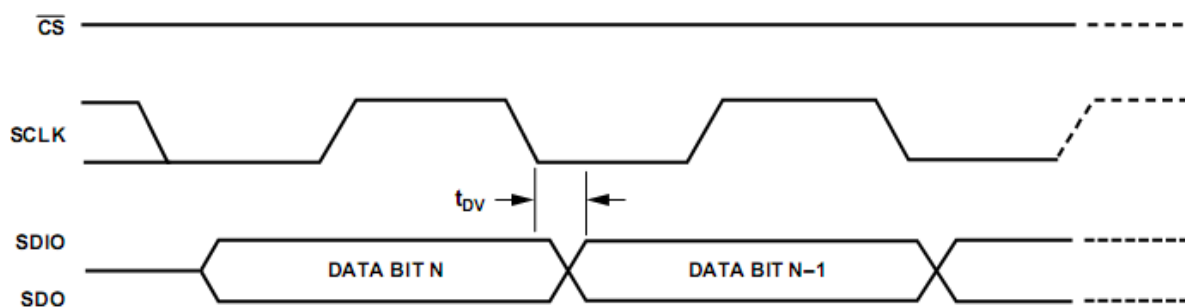 CS
SCLK
tDV
SDIO
DATA BIT N
DATA BIT N–1
SDO